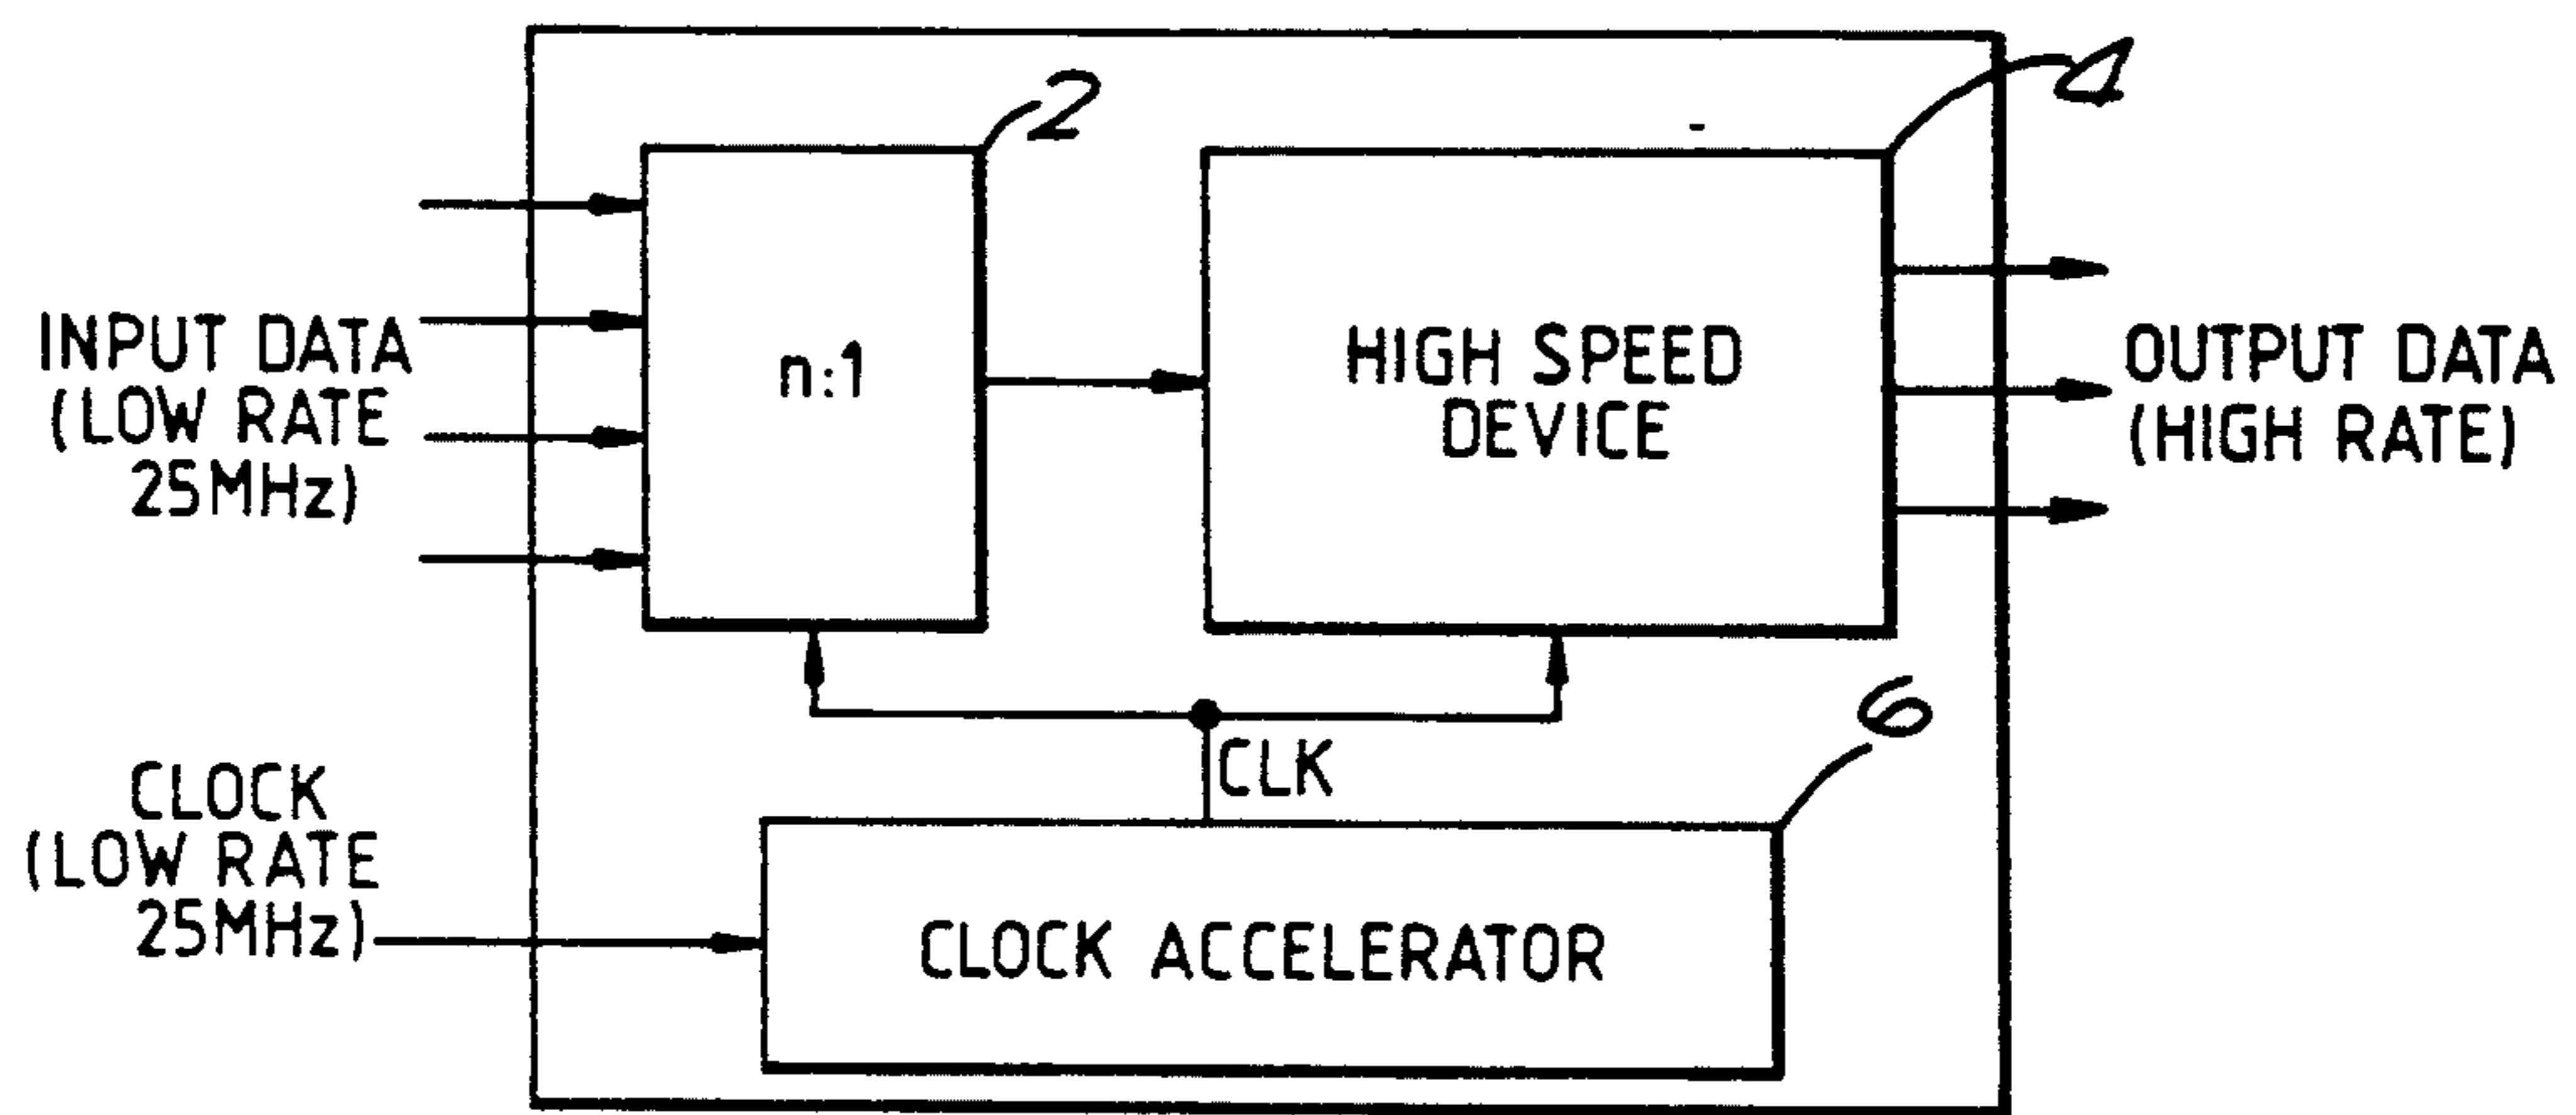 2
4
INPUT DATA
(LOW RATE
25MHz)
n:1
HIGH SPEED
DEVICE
OUTPUT DATA
(HIGH RATE)
6
CLK
CLOCK
(LOW RATE
25MHz)
CLOCK ACCELERATOR